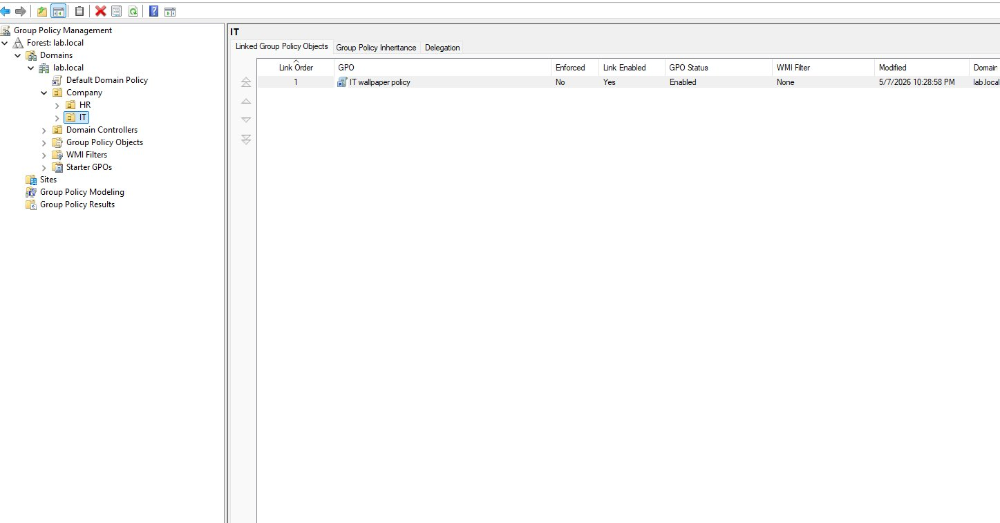 Group Policy Management
Forest: lab.local
Domains
lab.local
Default Domain Policy
Company
HR
IT
Domain Controllers
Group Policy Objects
WMI Filters
Starter GPOs
Sites
Group Policy Modeling
Group Policy Results
IT
Linked Group Policy Objects Group Policy Inheritance Delegation
Link Order GPO Enforced Link Enabled GPO Status WMI Filter Modified Domain
1 IT wallpaper policy No Yes Enabled None 5/7/2026 10:28:58 PM lab.local